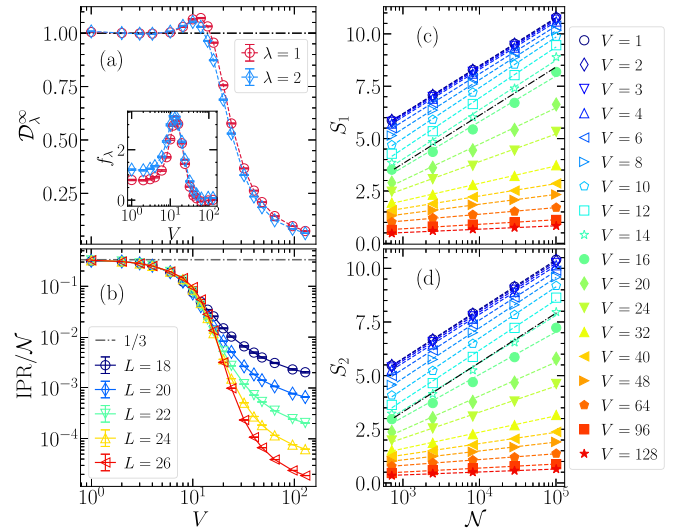 1.00
0.75
0.50
0.25
𝒟_λ^∞
(a)
λ = 1
λ = 2
f_λ
2
0
10^0
10^1
10^2
V
IPR/𝒩
10^−1
10^−2
10^−3
10^−4
(b)
1/3
L = 18
L = 20
L = 22
L = 24
L = 26
10^0
10^1
10^2
V
S_1
10.0
7.5
5.0
2.5
0.0
(c)
S_2
10.0
7.5
5.0
2.5
0.0
(d)
10^3
10^4
10^5
𝒩
V = 1
V = 2
V = 3
V = 4
V = 6
V = 8
V = 10
V = 12
V = 14
V = 16
V = 20
V = 24
V = 32
V = 40
V = 48
V = 64
V = 96
V = 128